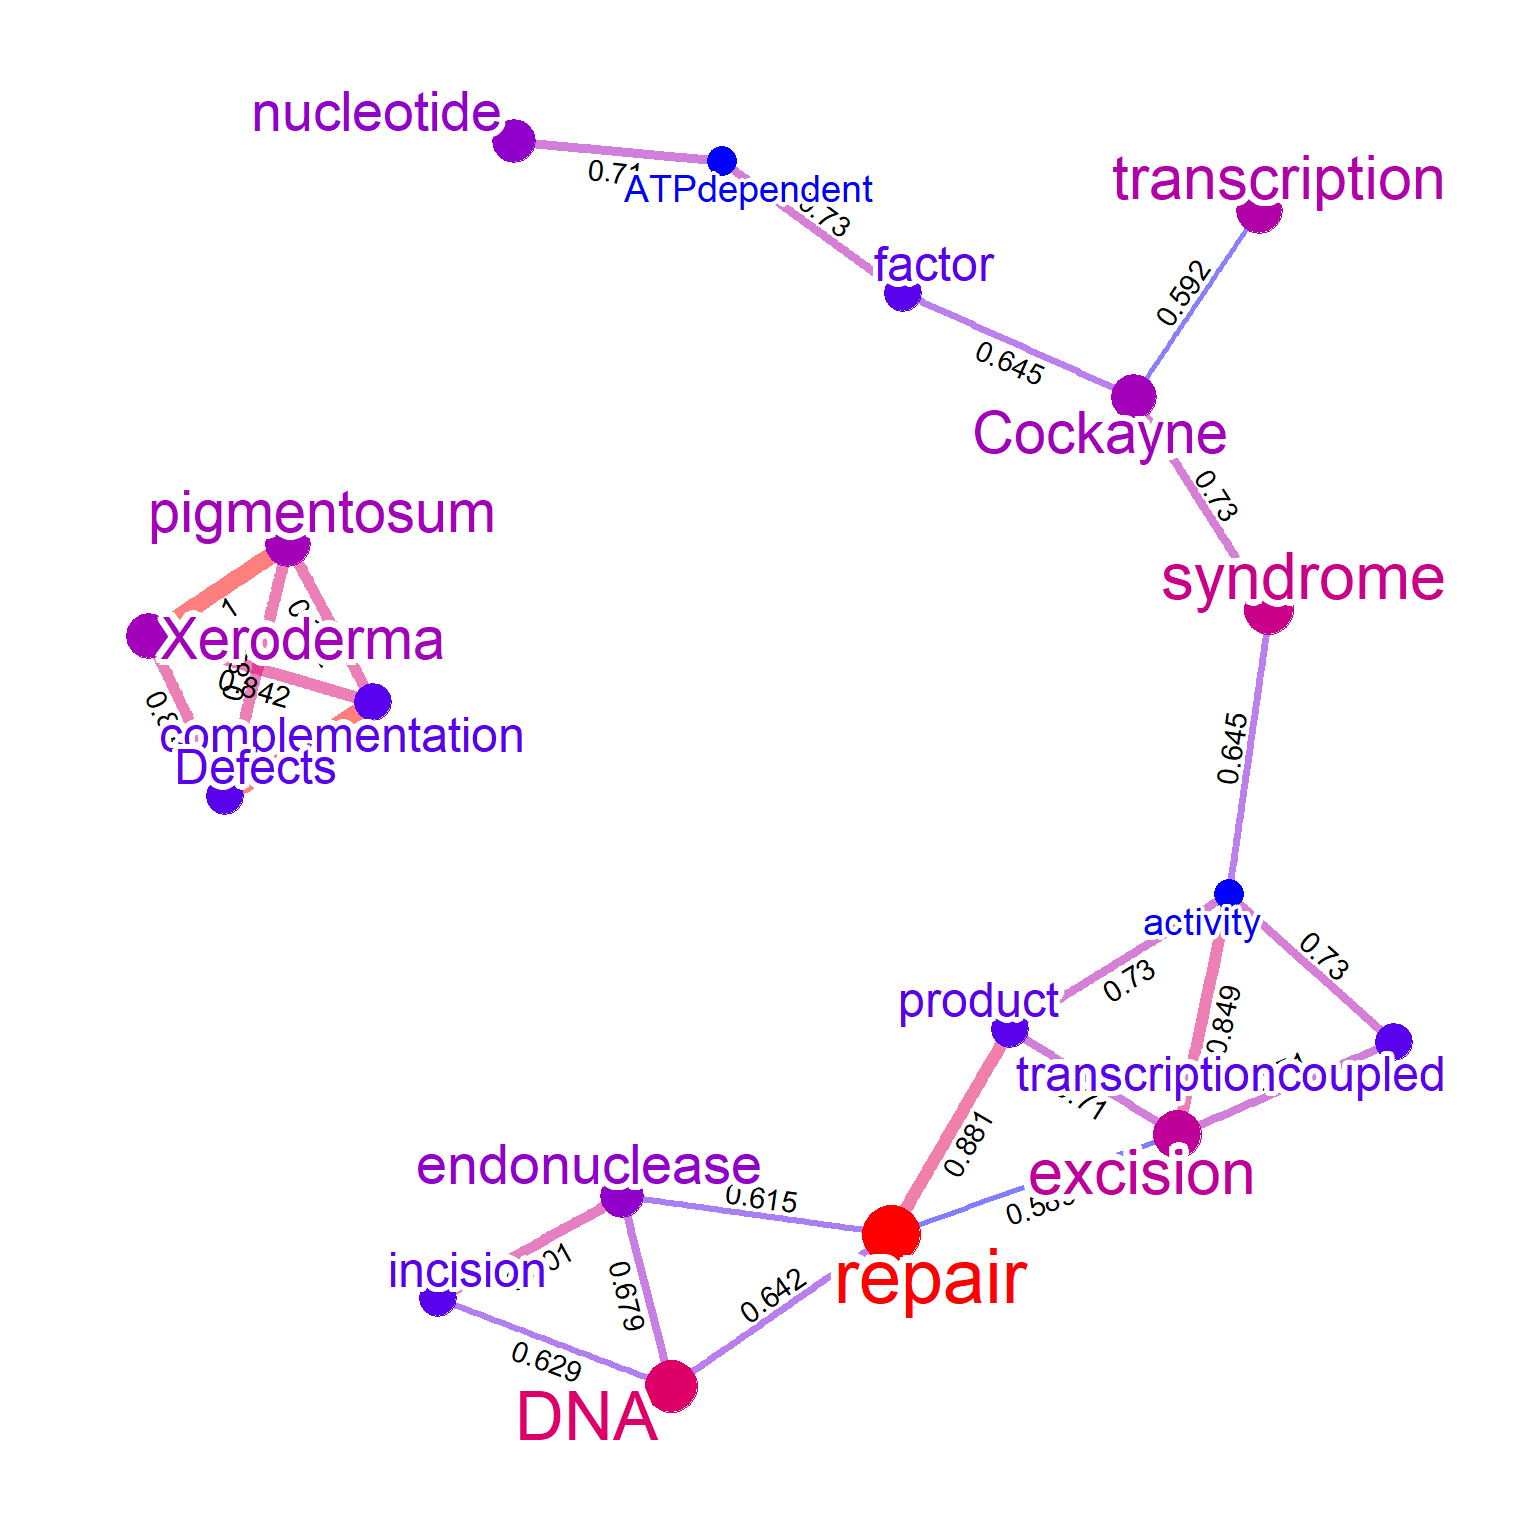 nucleotide
transcription
ATPdependent
0.73
factor
0.592
0.645
Cockayne
0.73
pigmentosum
syndrome
1
Xeroderma
0.842
complementation
0.645
Defects
activity
0.73
0.73
product
0.849
transcriptioncoupled
0.881
endonuclease
excision
0.615
incision
repair
0.679
0.642
0.629
DNA